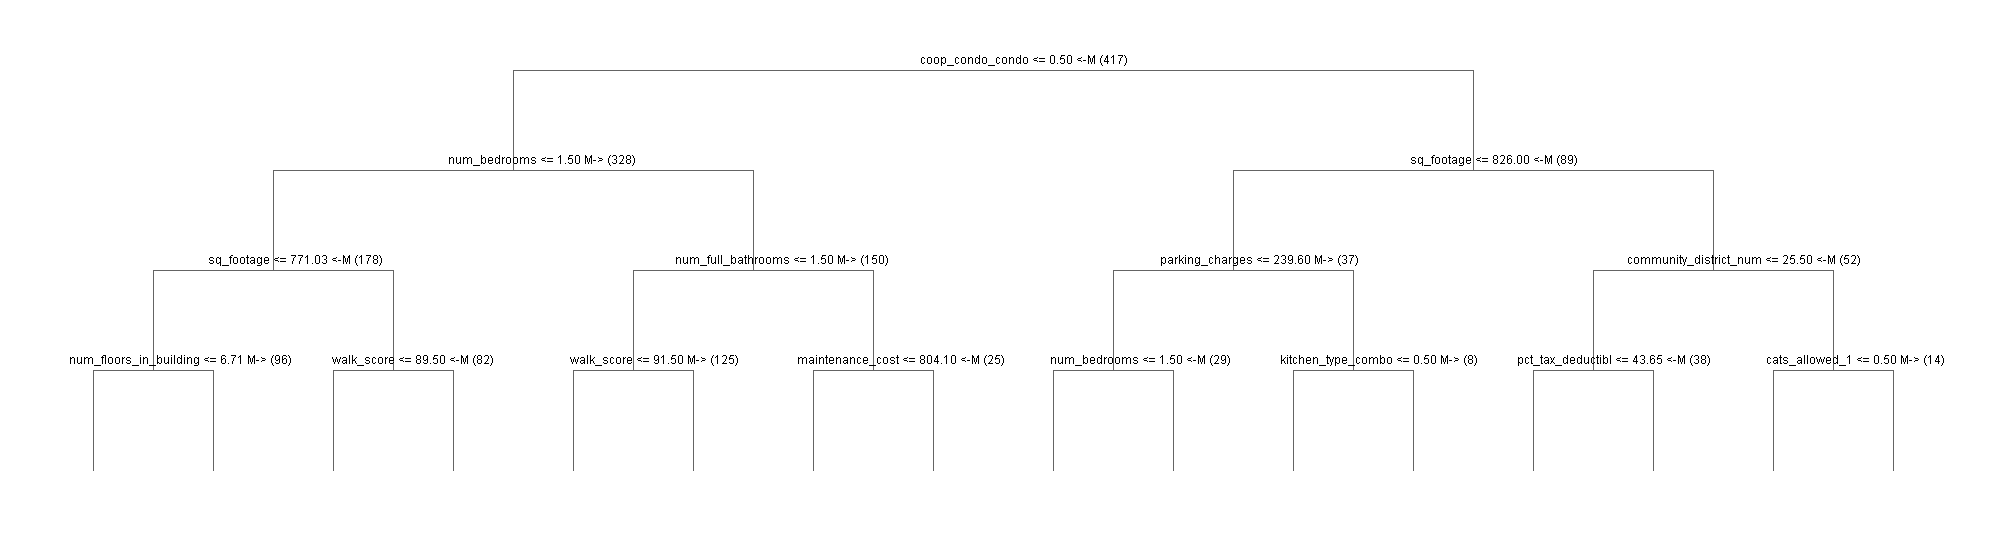 coop_condo_condo <= 0.50 <-M (417)
num_bedrooms <= 1.50 M-> (328)
sq_footage <= 826.00 <-M (89)
sq_footage <= 771.03 <-M (178)
num_full_bathrooms <= 1.50 M-> (150)
parking_charges <= 239.60 M-> (37)
community_district_num <= 25.50 <-M (52)
num_floors_in_building <= 6.71 M-> (96)
walk_score <= 89.50 <-M (82)
walk_score <= 91.50 M-> (125)
maintenance_cost <= 804.10 <-M (25)
num_bedrooms <= 1.50 <-M (29)
kitchen_type_combo <= 0.50 M-> (8)
pct_tax_deductibl <= 43.65 <-M (38)
cats_allowed_1 <= 0.50 M-> (14)